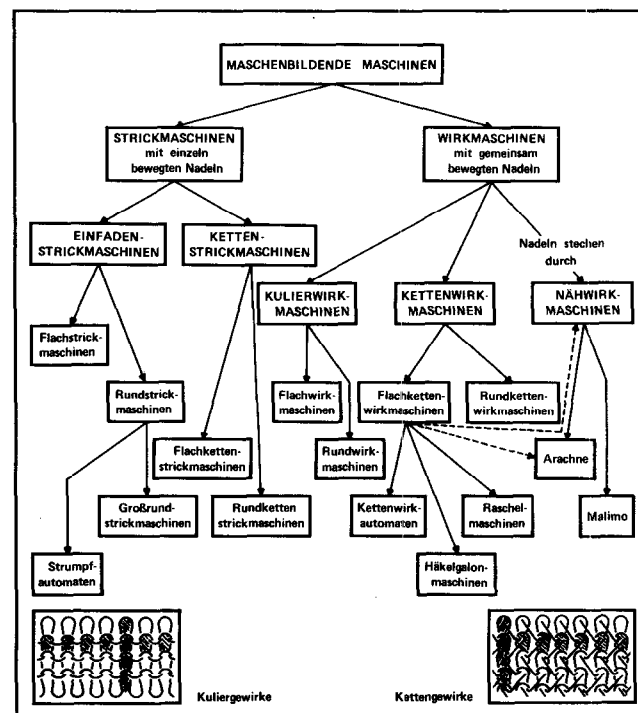 MASCHENBILDENDE MASCHINEN
STRICKMASCHINEN
mit einzeln
bewegten Nadeln
WIRKMASCHINEN
mit gemeinsam
bewegten Nadeln
EINFADEN-
STRICKMASCHINEN
KETTEN-
STRICKMASCHINEN
Nadeln stechen
durch
KULIERWIRK-
MASCHINEN
KETTENWIRK-
MASCHINEN
NÄHWIRK-
MASCHINEN
Flachstrick-
maschinen
Rundstrick-
maschinen
Flachwirk-
maschinen
Flachketten-
wirkmaschinen
Rundketten-
wirkmaschinen
Flachketten-
strickmaschinen
Rundwirk-
maschinen
Arachne
Großrund-
strickmaschinen
Rundketten
strickmaschinen
Kettenwirk-
automaten
Raschel-
maschinen
Malimo
Strumpf-
automaten
Häkelgalon-
maschinen
Kuliergewirke
Kettengewirke